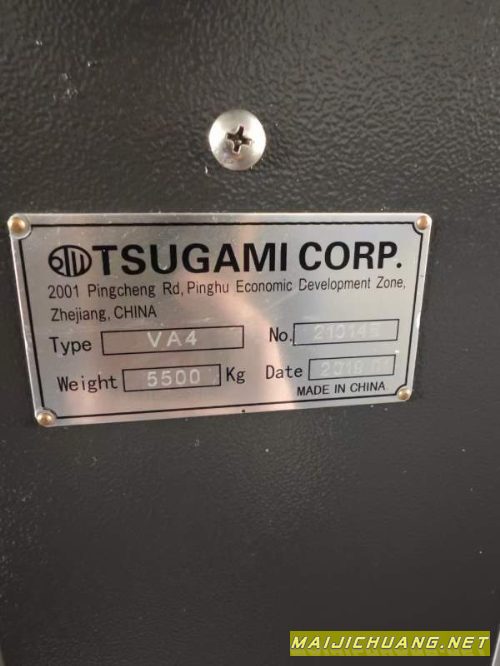 TSUGAMI CORP.
2001 Pingcheng Rd, Pinghu Economic Development Zone,
Zhejiang, CHINA
Type VA4 No.
Weight 5500 Kg Date
MADE IN CHINA
MAIJICHUANG.NET